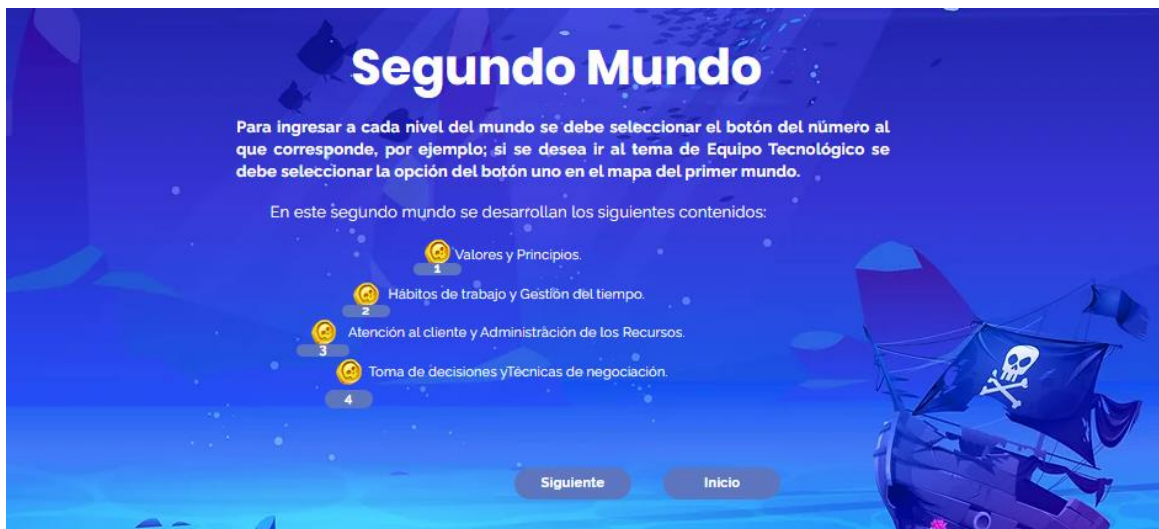 Segundo Mundo
Para ingresar a cada nivel del mundo se debe seleccionar el botón del número al
que corresponde, por ejemplo; si se desea ir al tema de Equipo Tecnológico se
debe seleccionar la opción del botón uno en el mapa del primer mundo.
En este segundo mundo se desarrollan los siguientes contenidos:
1 Valores y Principios.
2 Hábitos de trabajo y Gestión del tiempo.
3 Atención al cliente y Administración de los Recursos.
4 Toma de decisiones yTécnicas de negociación.
Siguiente Inicio